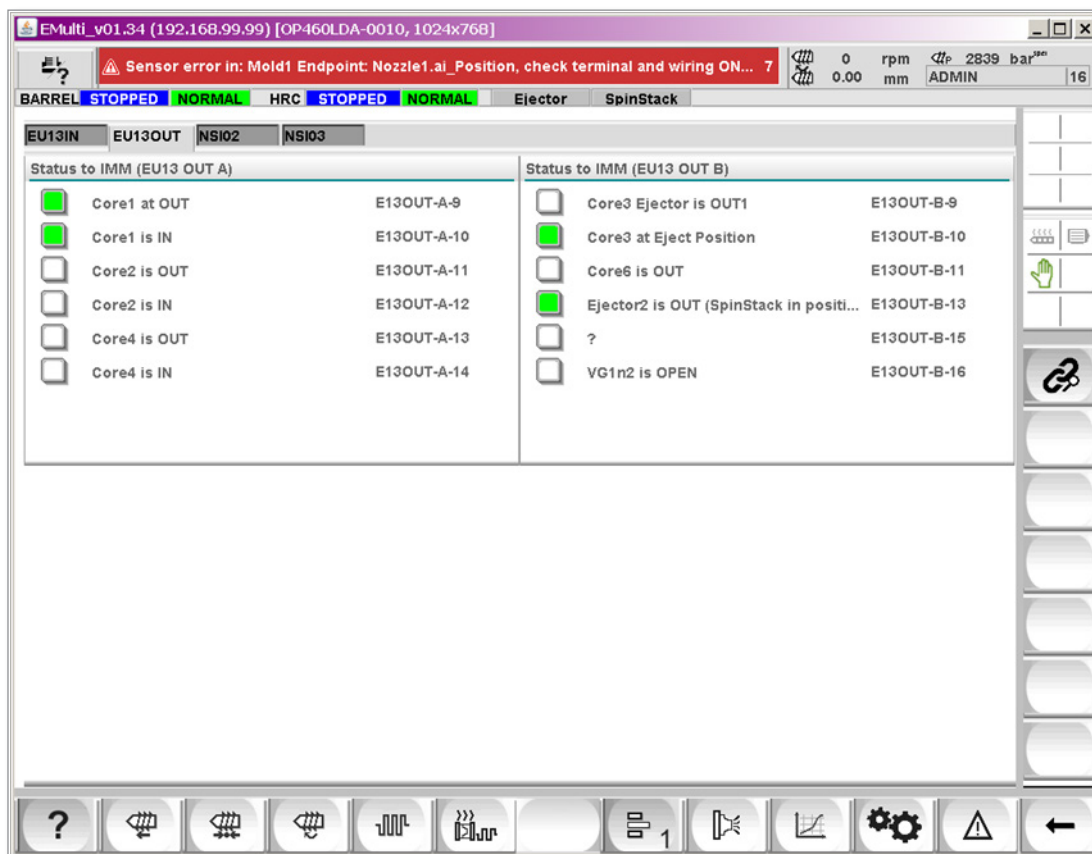 EMulti_v01.34 (192.168.99.99) [OP460LDA-0010, 1024x768]
Sensor error in: Mold1 Endpoint: Nozzle1.ai_Position, check terminal and wiring ON... 7
0 rpm 2839 bar spec
0.00 mm ADMIN 16
BARREL STOPPED NORMAL HRC STOPPED NORMAL Ejector SpinStack
EU13IN EU13OUT NSI02 NSI03
Status to IMM (EU13 OUT A)
Core1 at OUT E13OUT-A-9
Core1 is IN E13OUT-A-10
Core2 is OUT E13OUT-A-11
Core2 is IN E13OUT-A-12
Core4 is OUT E13OUT-A-13
Core4 is IN E13OUT-A-14
Status to IMM (EU13 OUT B)
Core3 Ejector is OUT1 E13OUT-B-9
Core3 at Eject Position E13OUT-B-10
Core6 is OUT E13OUT-B-11
Ejector2 is OUT (SpinStack in positi... E13OUT-B-13
? E13OUT-B-15
VG1n2 is OPEN E13OUT-B-16
? 1